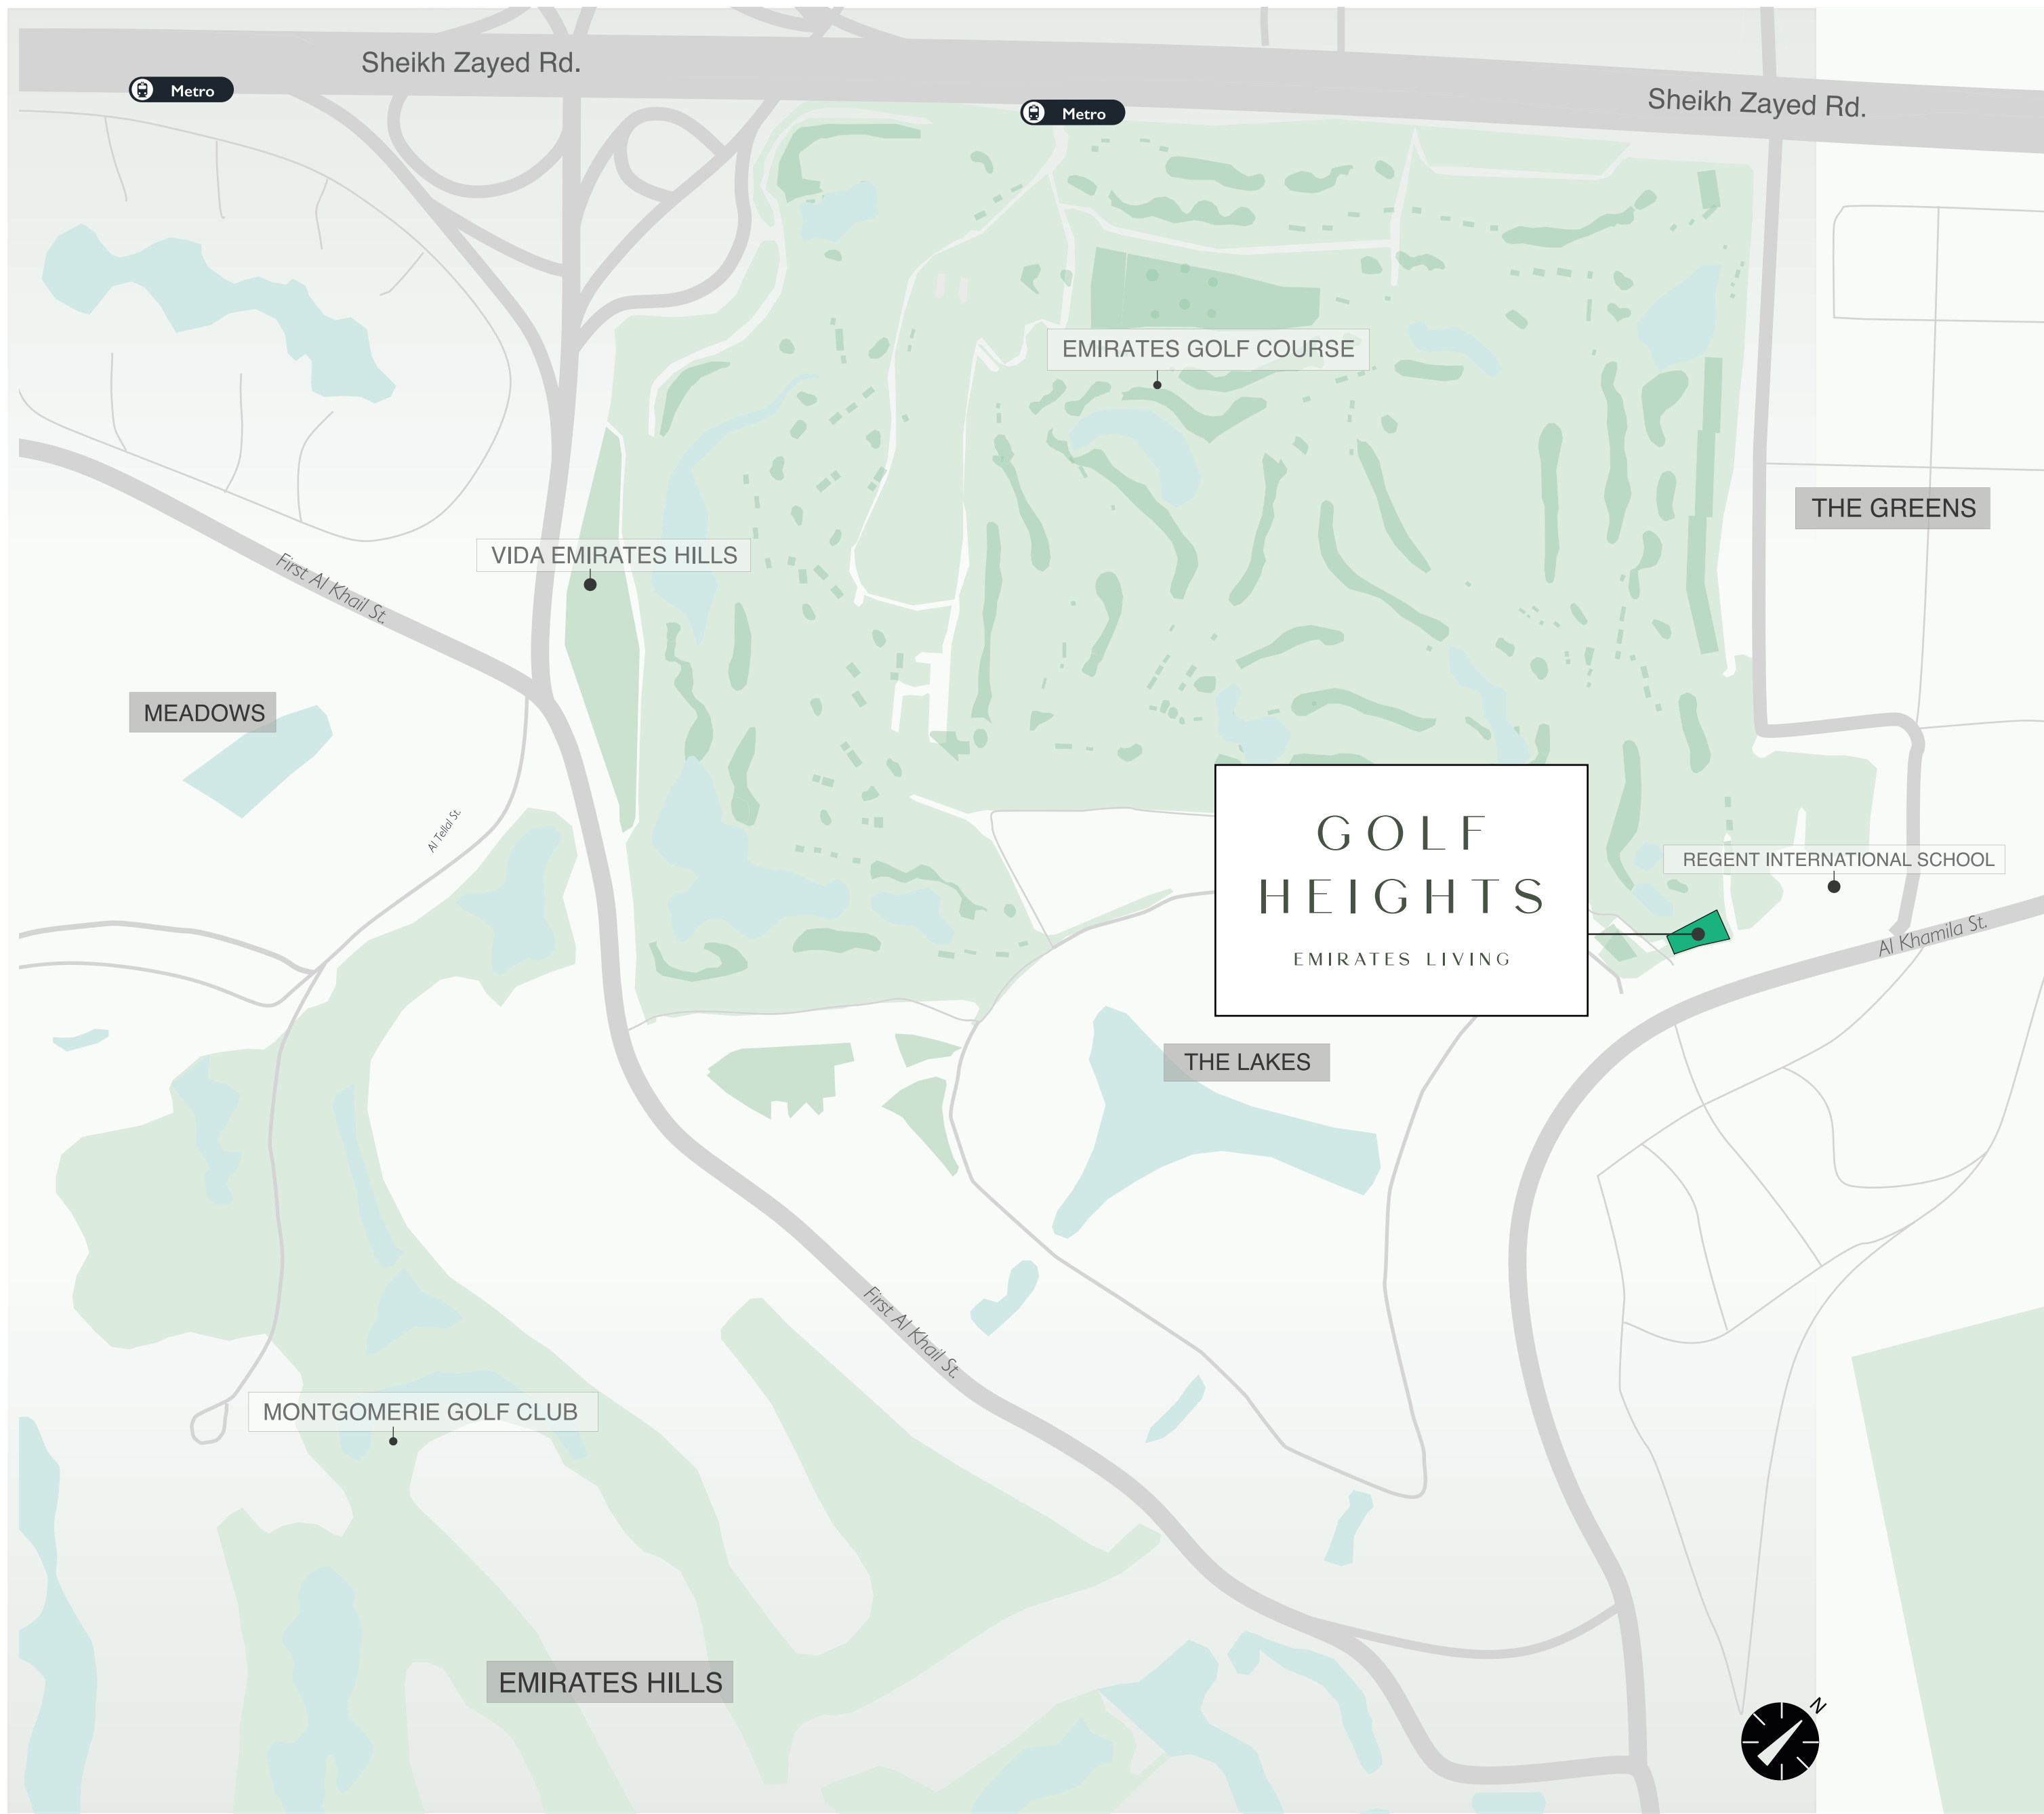 Sheikh Zayed Rd.
Metro
Metro
Sheikh Zayed Rd.
EMIRATES GOLF COURSE
THE GREENS
VIDA EMIRATES HILLS
First Al Khail St.
MEADOWS
Al Tellal St.
GOLF
HEIGHTS
EMIRATES LIVING
REGENT INTERNATIONAL SCHOOL
Al Khamila St.
THE LAKES
First Al Khail St.
MONTGOMERIE GOLF CLUB
EMIRATES HILLS
N